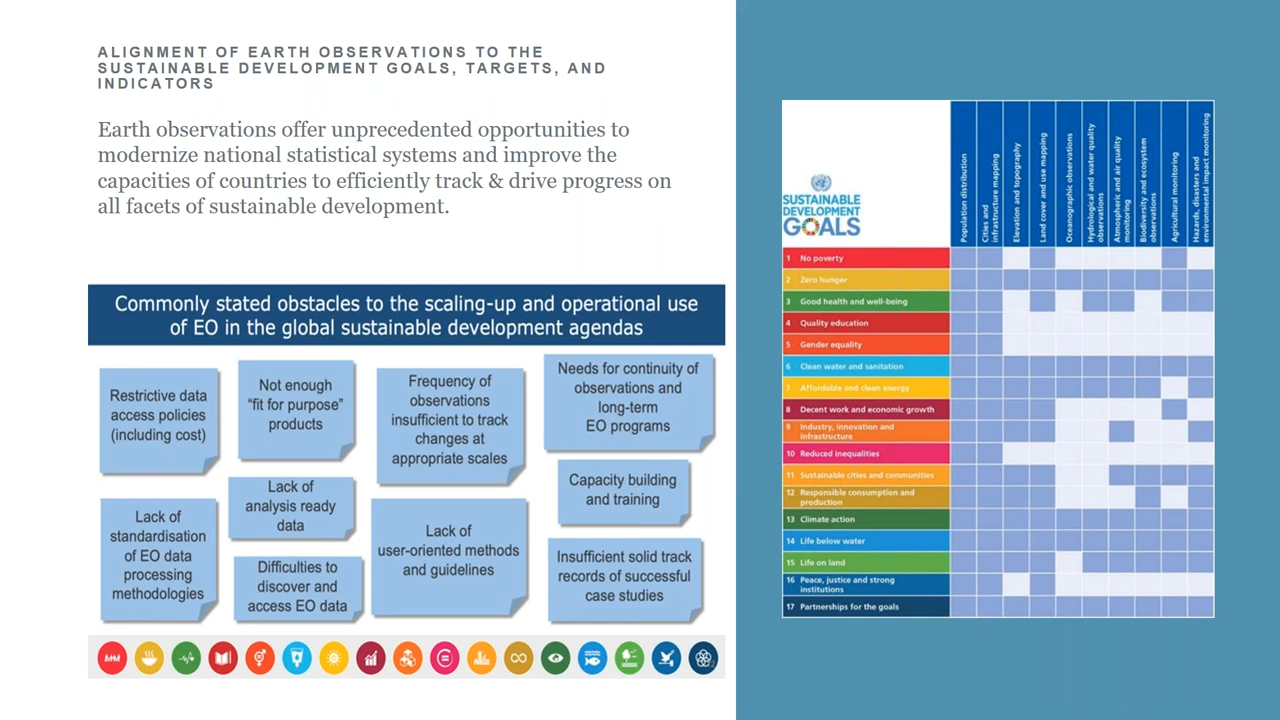 ALIGNMENT OF EARTH OBSERVATIONS TO THE
SUSTAINABLE DEVELOPMENT GOALS, TARGETS, AND
INDICATORS
Earth observations offer unprecedented opportunities to
modernize national statistical systems and improve the
capacities of countries to efficiently track & drive progress on
all facets of sustainable development.
Commonly stated obstacles to the scaling-up and operational use
of EO in the global sustainable development agendas
Restrictive data
access policies
(including cost)
Not enough
“fit for purpose”
products
Frequency of
observations
insufficient to track
changes at
appropriate scales
Needs for continuity of
observations and
long-term
EO programs
Lack of
standardisation
of EO data
processing
methodologies
Lack of
analysis ready
data
Difficulties to
discover and
access EO data
Lack of
user-oriented methods
and guidelines
Capacity building
and training
Insufficient solid track
records of successful
case studies
SUSTAINABLE
DEVELOPMENT
GOALS
Population distribution
Cities and
infrastructure mapping
Elevation and topography
Land cover and use mapping
Oceanographic observations
Hydrological and water quality
observations
Atmospheric and air quality
monitoring
Biodiversity and ecosystem
observations
Agricultural monitoring
Hazards, disasters and
environmental impact monitoring
1 No poverty
2 Zero hunger
3 Good health and well-being
4 Quality education
5 Gender equality
6 Clean water and sanitation
7 Affordable and clean energy
8 Decent work and economic growth
9 Industry, innovation and
infrastructure
10 Reduced inequalities
11 Sustainable cities and communities
12 Responsible consumption and
production
13 Climate action
14 Life below water
15 Life on land
16 Peace, justice and strong
institutions
17 Partnerships for the goals